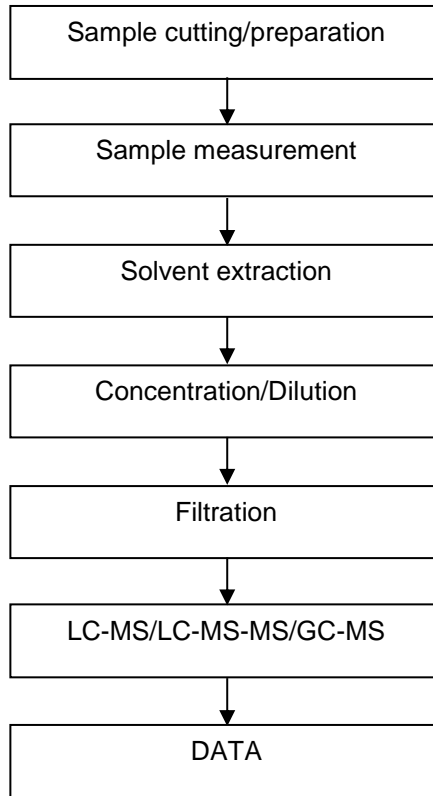 Sample cutting/preparation
Sample measurement
Solvent extraction
Concentration/Dilution
Filtration
LC-MS/LC-MS-MS/GC-MS
DATA